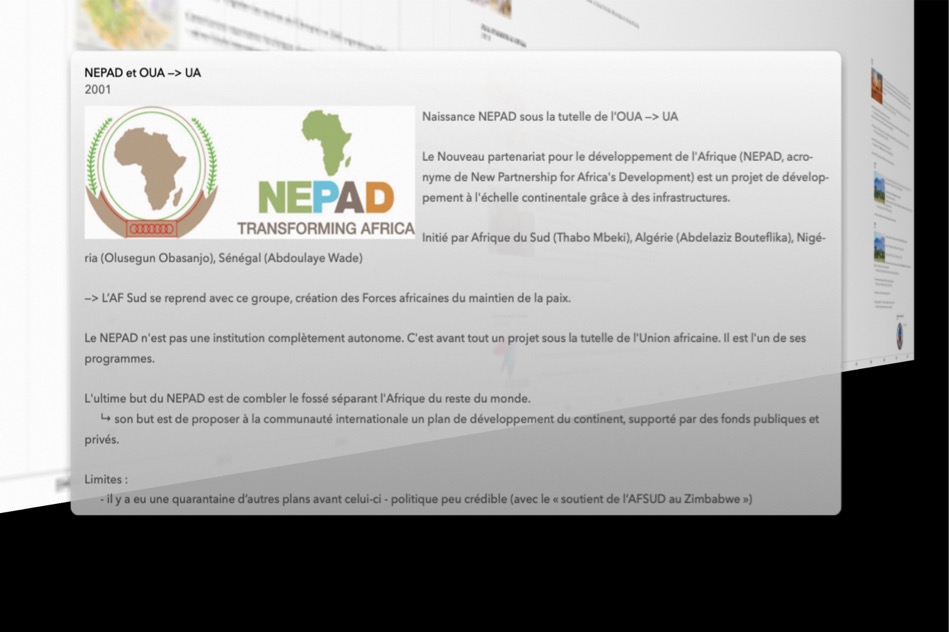 NEPAD et OUA –> UA
2001
NEPAD
TRANSFORMING AFRICA
Naissance NEPAD sous la tutelle de l'OUA –> UA
Le Nouveau partenariat pour le développement de l'Afrique (NEPAD, acro-
nyme de New Partnership for Africa's Development) est un projet de dévelop-
pement à l'échelle continentale grâce à des infrastructures.
Initié par Afrique du Sud (Thabo Mbeki), Algérie (Abdelaziz Bouteflika), Nigé-
ria (Olusegun Obasanjo), Sénégal (Abdoulaye Wade)
–> L'AF Sud se reprend avec ce groupe, création des Forces africaines du maintien de la paix.
Le NEPAD n'est pas une institution complètement autonome. C'est avant tout un projet sous la tutelle de l'Union africaine. Il est l'un de ses
programmes.
L'ultime but du NEPAD est de combler le fossé séparant l'Afrique du reste du monde.
↳ son but est de proposer à la communauté internationale un plan de développement du continent, supporté par des fonds publiques et
privés.
Limites :
- il y a eu une quarantaine d'autres plans avant celui-ci - politique peu crédible (avec le « soutient de l'AFSUD au Zimbabwe »)